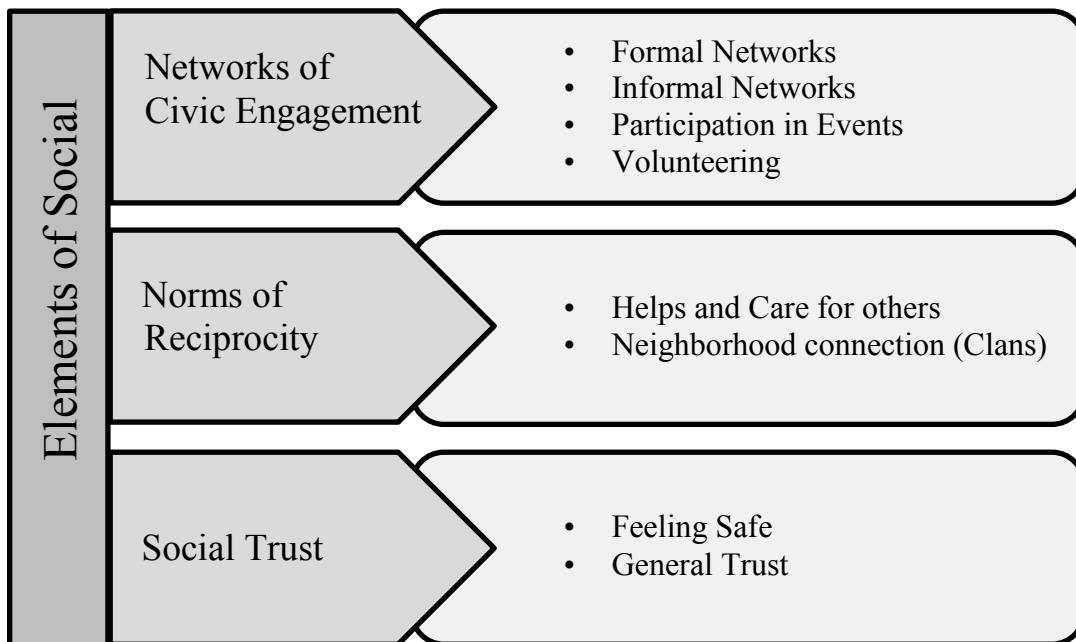 Elements of Social
Networks of
Civic Engagement
• Formal Networks
• Informal Networks
• Participation in Events
• Volunteering
Norms of
Reciprocity
• Helps and Care for others
• Neighborhood connection (Clans)
Social Trust
• Feeling Safe
• General Trust